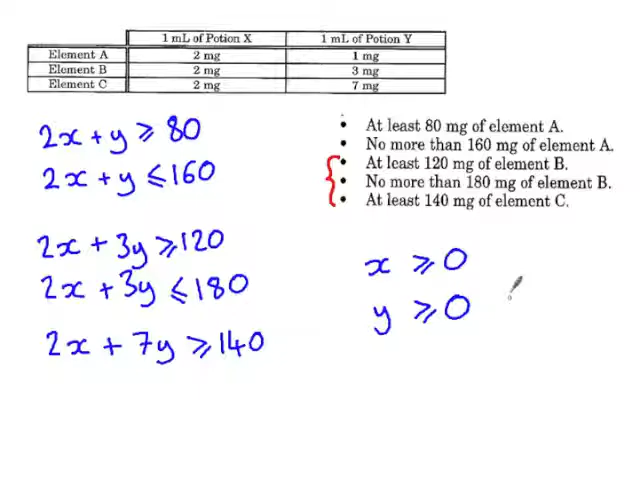 1 mL of Potion X 1 mL of Potion Y
Element A 2 mg 1 mg
Element B 2 mg 3 mg
Element C 2 mg 7 mg
2x + y ⩾ 80
2x + y ⩽ 160
• At least 80 mg of element A.
• No more than 160 mg of element A.
• At least 120 mg of element B.
• No more than 180 mg of element B.
• At least 140 mg of element C.
2x + 3y ⩾ 120
2x + 3y ⩽ 180
2x + 7y ⩾ 140
x ⩾ 0
y ⩾ 0